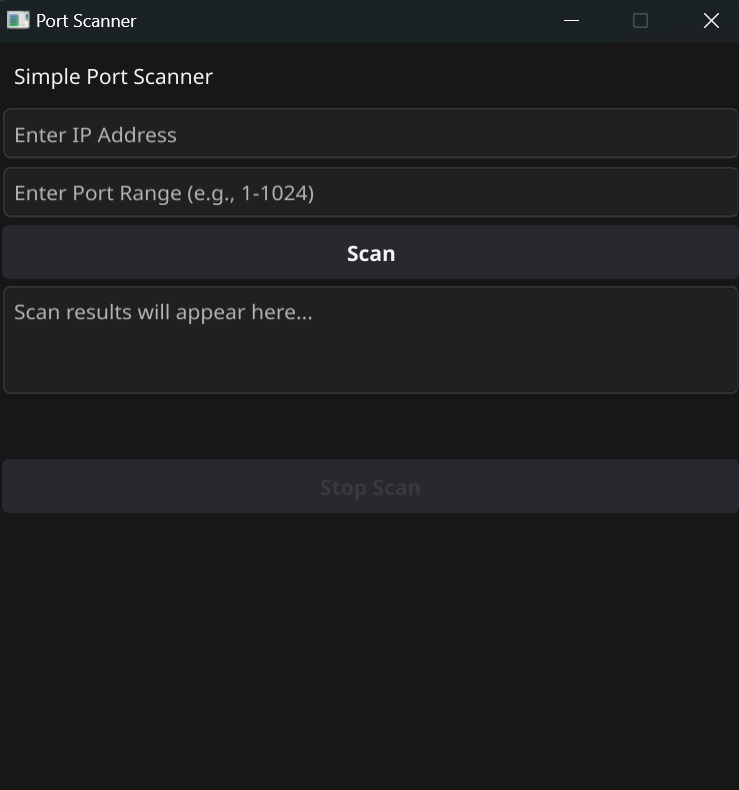 Port Scanner
Simple Port Scanner
Enter IP Address
Enter Port Range (e.g., 1-1024)
Scan
Scan results will appear here...
Stop Scan